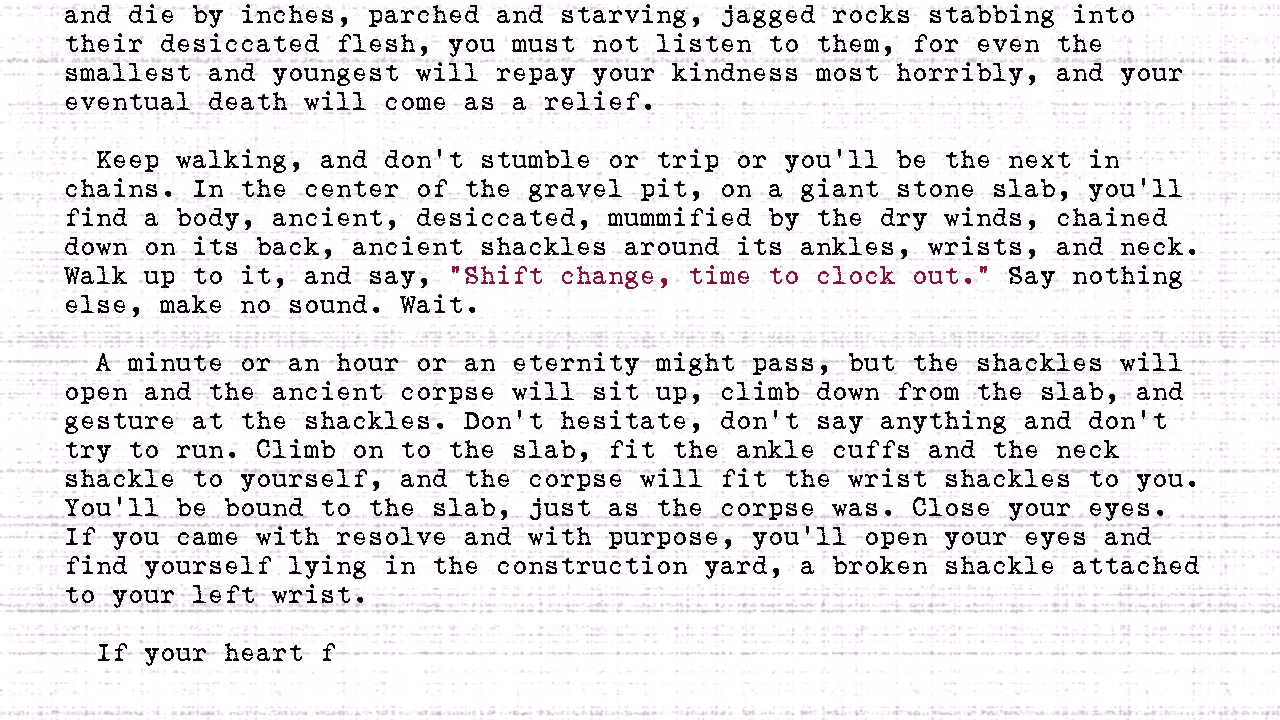 and die by inches, parched and starving, jagged rocks stabbing into
their desiccated flesh, you must not listen to them, for even the
smallest and youngest will repay your kindness most horribly, and your
eventual death will come as a relief.
Keep walking, and don't stumble or trip or you'll be the next in
chains. In the center of the gravel pit, on a giant stone slab, you'll
find a body, ancient, desiccated, mummified by the dry winds, chained
down on its back, ancient shackles around its ankles, wrists, and neck.
Walk up to it, and say, "Shift change, time to clock out." Say nothing
else, make no sound. Wait.
A minute or an hour or an eternity might pass, but the shackles will
open and the ancient corpse will sit up, climb down from the slab, and
gesture at the shackles. Don't hesitate, don't say anything and don't
try to run. Climb on to the slab, fit the ankle cuffs and the neck
shackle to yourself, and the corpse will fit the wrist shackles to you.
You'll be bound to the slab, just as the corpse was. Close your eyes.
If you came with resolve and with purpose, you'll open your eyes and
find yourself lying in the construction yard, a broken shackle attached
to your left wrist.
If your heart f